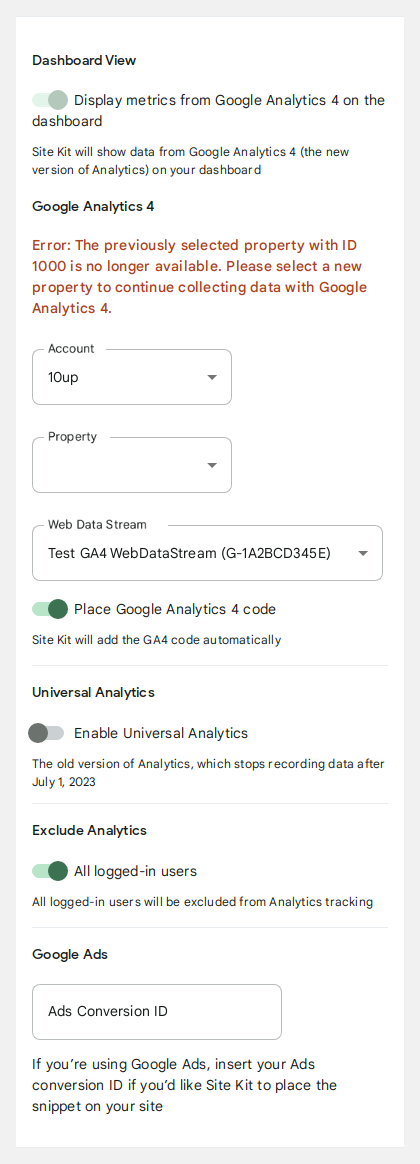 Dashboard View
Display metrics from Google Analytics 4 on the
dashboard
Site Kit will show data from Google Analytics 4 (the new
version of Analytics) on your dashboard
Google Analytics 4
Error: The previously selected property with ID
1000 is no longer available. Please select a new
property to continue collecting data with Google
Analytics 4.
Account
10up
Property
Web Data Stream
Test GA4 WebDataStream (G-1A2BCD345E)
Place Google Analytics 4 code
Site Kit will add the GA4 code automatically
Universal Analytics
Enable Universal Analytics
The old version of Analytics, which stops recording data after
July 1, 2023
Exclude Analytics
All logged-in users
All logged-in users will be excluded from Analytics tracking
Google Ads
Ads Conversion ID
If you’re using Google Ads, insert your Ads
conversion ID if you’d like Site Kit to place the
snippet on your site